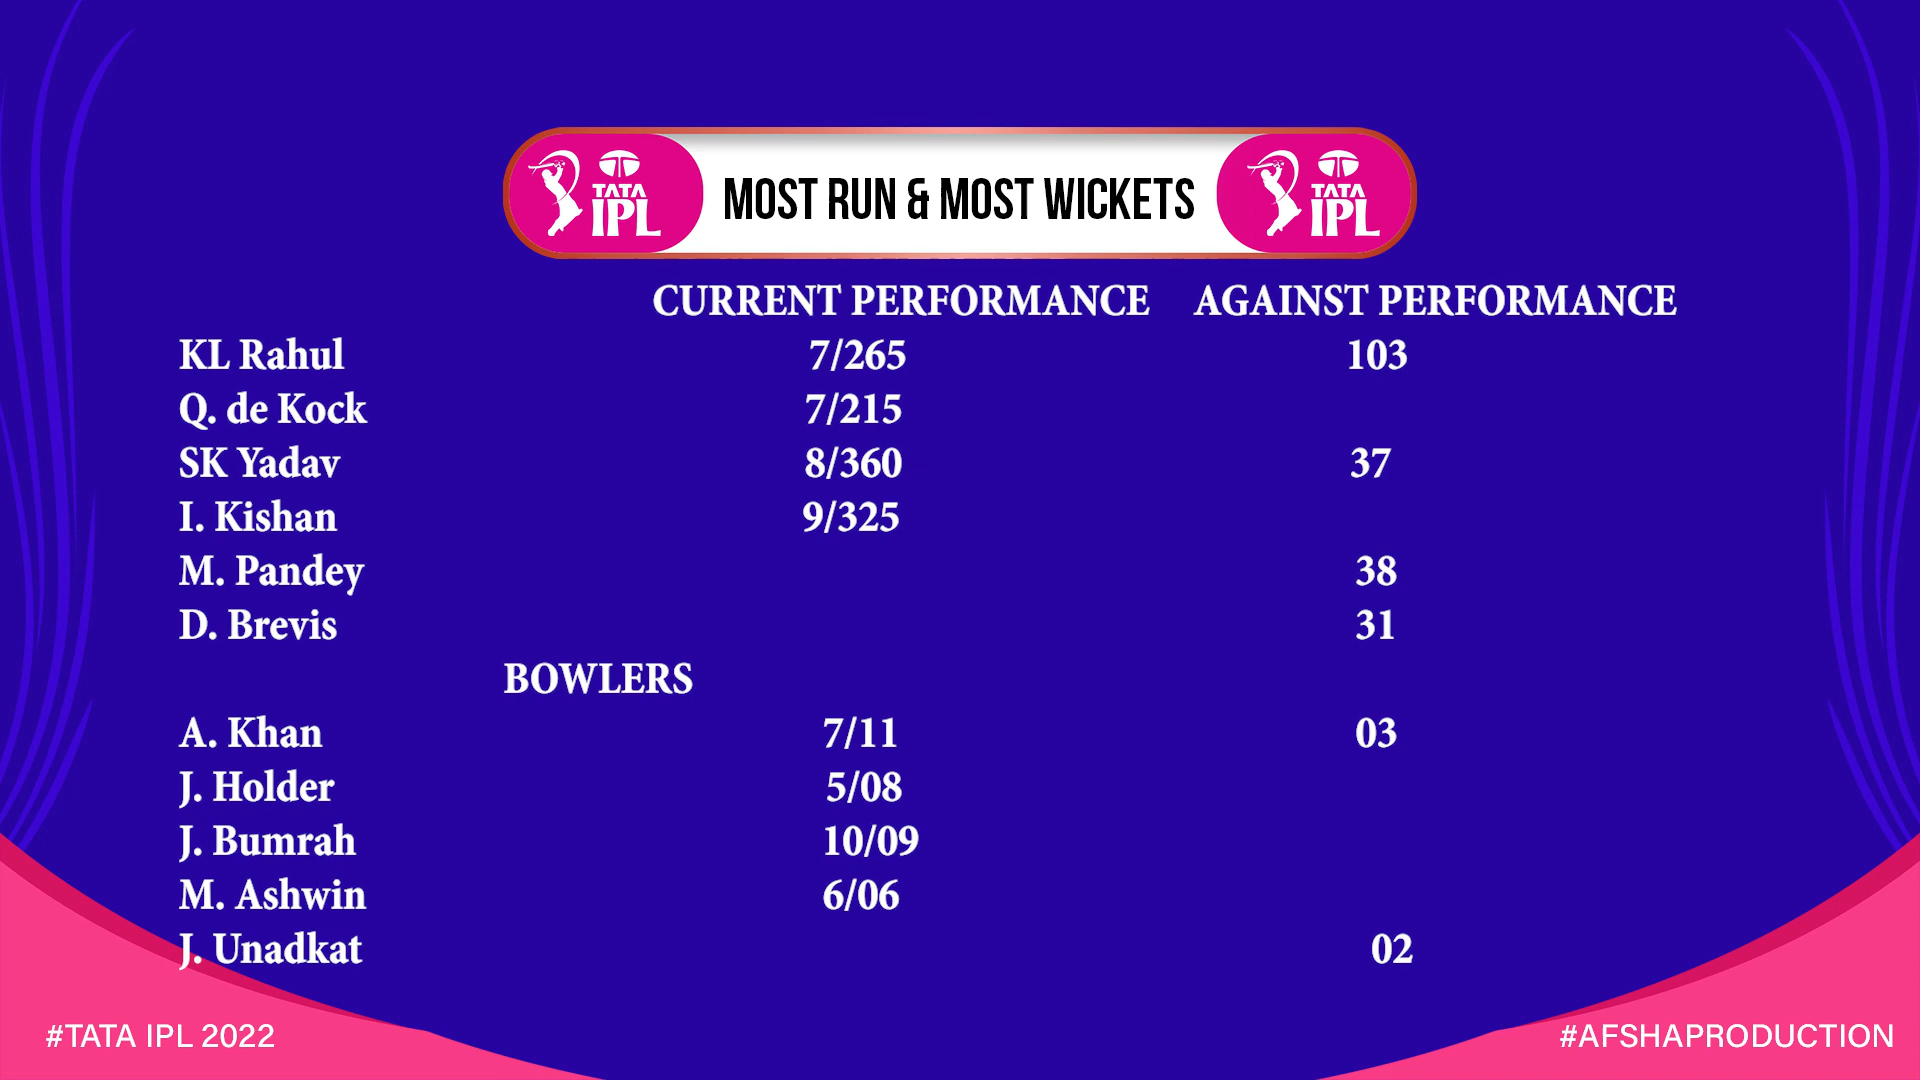 TATA IPL MOST RUN & MOST WICKETS TATA IPL
CURRENT PERFORMANCE AGAINST PERFORMANCE
KL Rahul 7/265 103
Q. de Kock 7/215
SK Yadav 8/360 37
I. Kishan 9/325
M. Pandey 38
D. Brevis 31
BOWLERS
A. Khan 7/11 03
J. Holder 5/08
J. Bumrah 10/09
M. Ashwin 6/06
J. Unadkat 02
#TATA IPL 2022 #AFSHAPRODUCTION